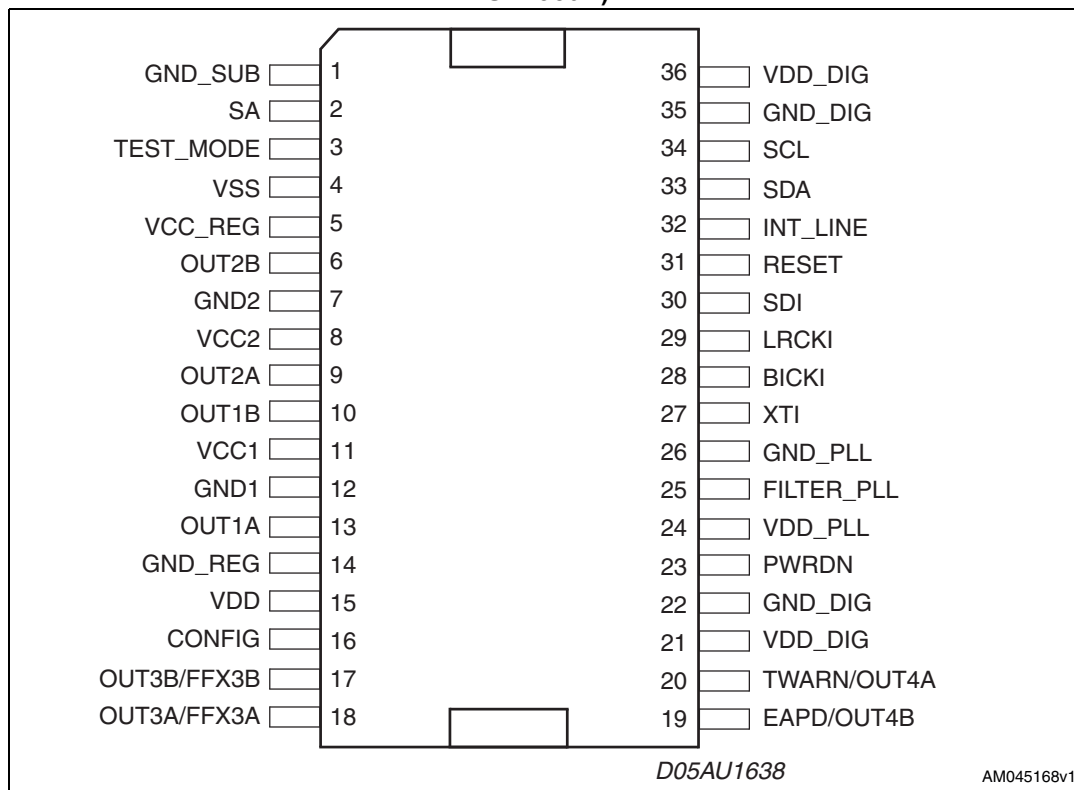 GND_SUB 1 36 VDD_DIG
SA 2 35 GND_DIG
TEST_MODE 3 34 SCL
VSS 4 33 SDA
VCC_REG 5 32 INT_LINE
OUT2B 6 31 RESET
GND2 7 30 SDI
VCC2 8 29 LRCKI
OUT2A 9 28 BICKI
OUT1B 10 27 XTI
VCC1 11 26 GND_PLL
GND1 12 25 FILTER_PLL
OUT1A 13 24 VDD_PLL
GND_REG 14 23 PWRDN
VDD 15 22 GND_DIG
CONFIG 16 21 VDD_DIG
OUT3B/FFX3B 17 20 TWARN/OUT4A
OUT3A/FFX3A 18 19 EAPD/OUT4B
D05AU1638
AM045168v1